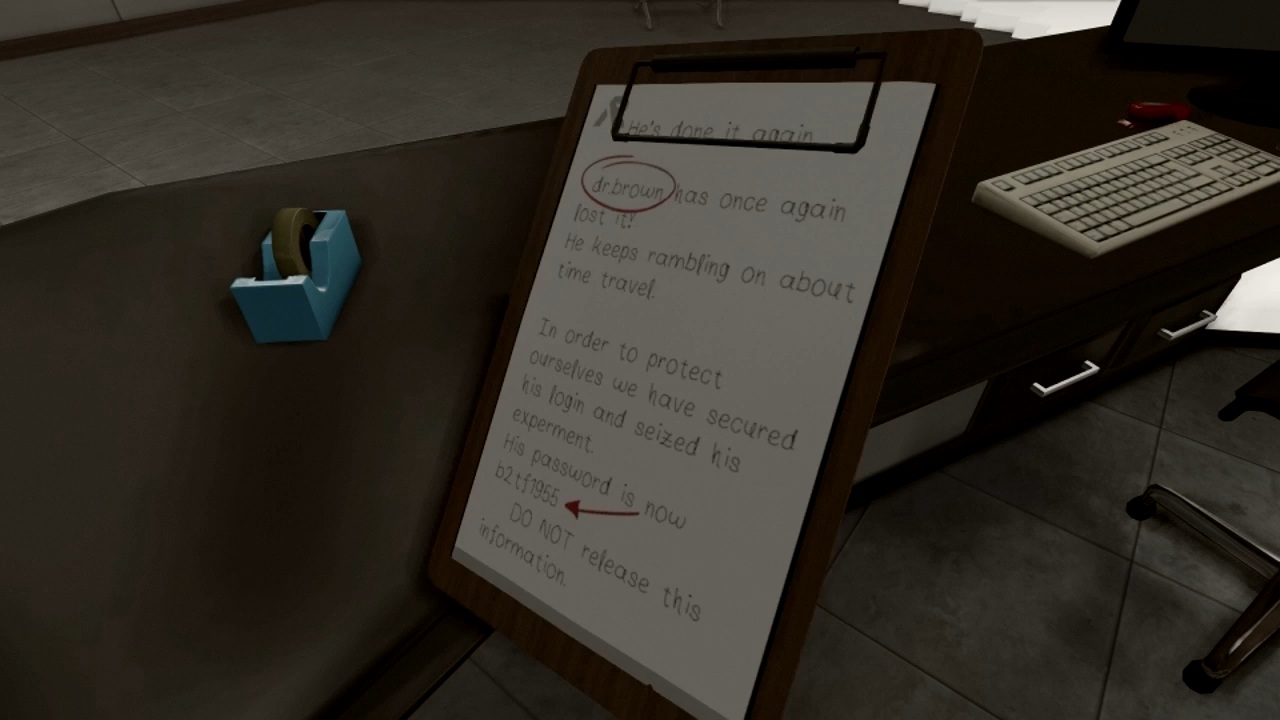 He's done it again
dr.brown has once again
lost it!
He keeps rambling on about
time travel.
In order to protect
ourselves we have secured
his login and seized his
experment.
His password is now
b2tf1955
DO NOT release this
information.